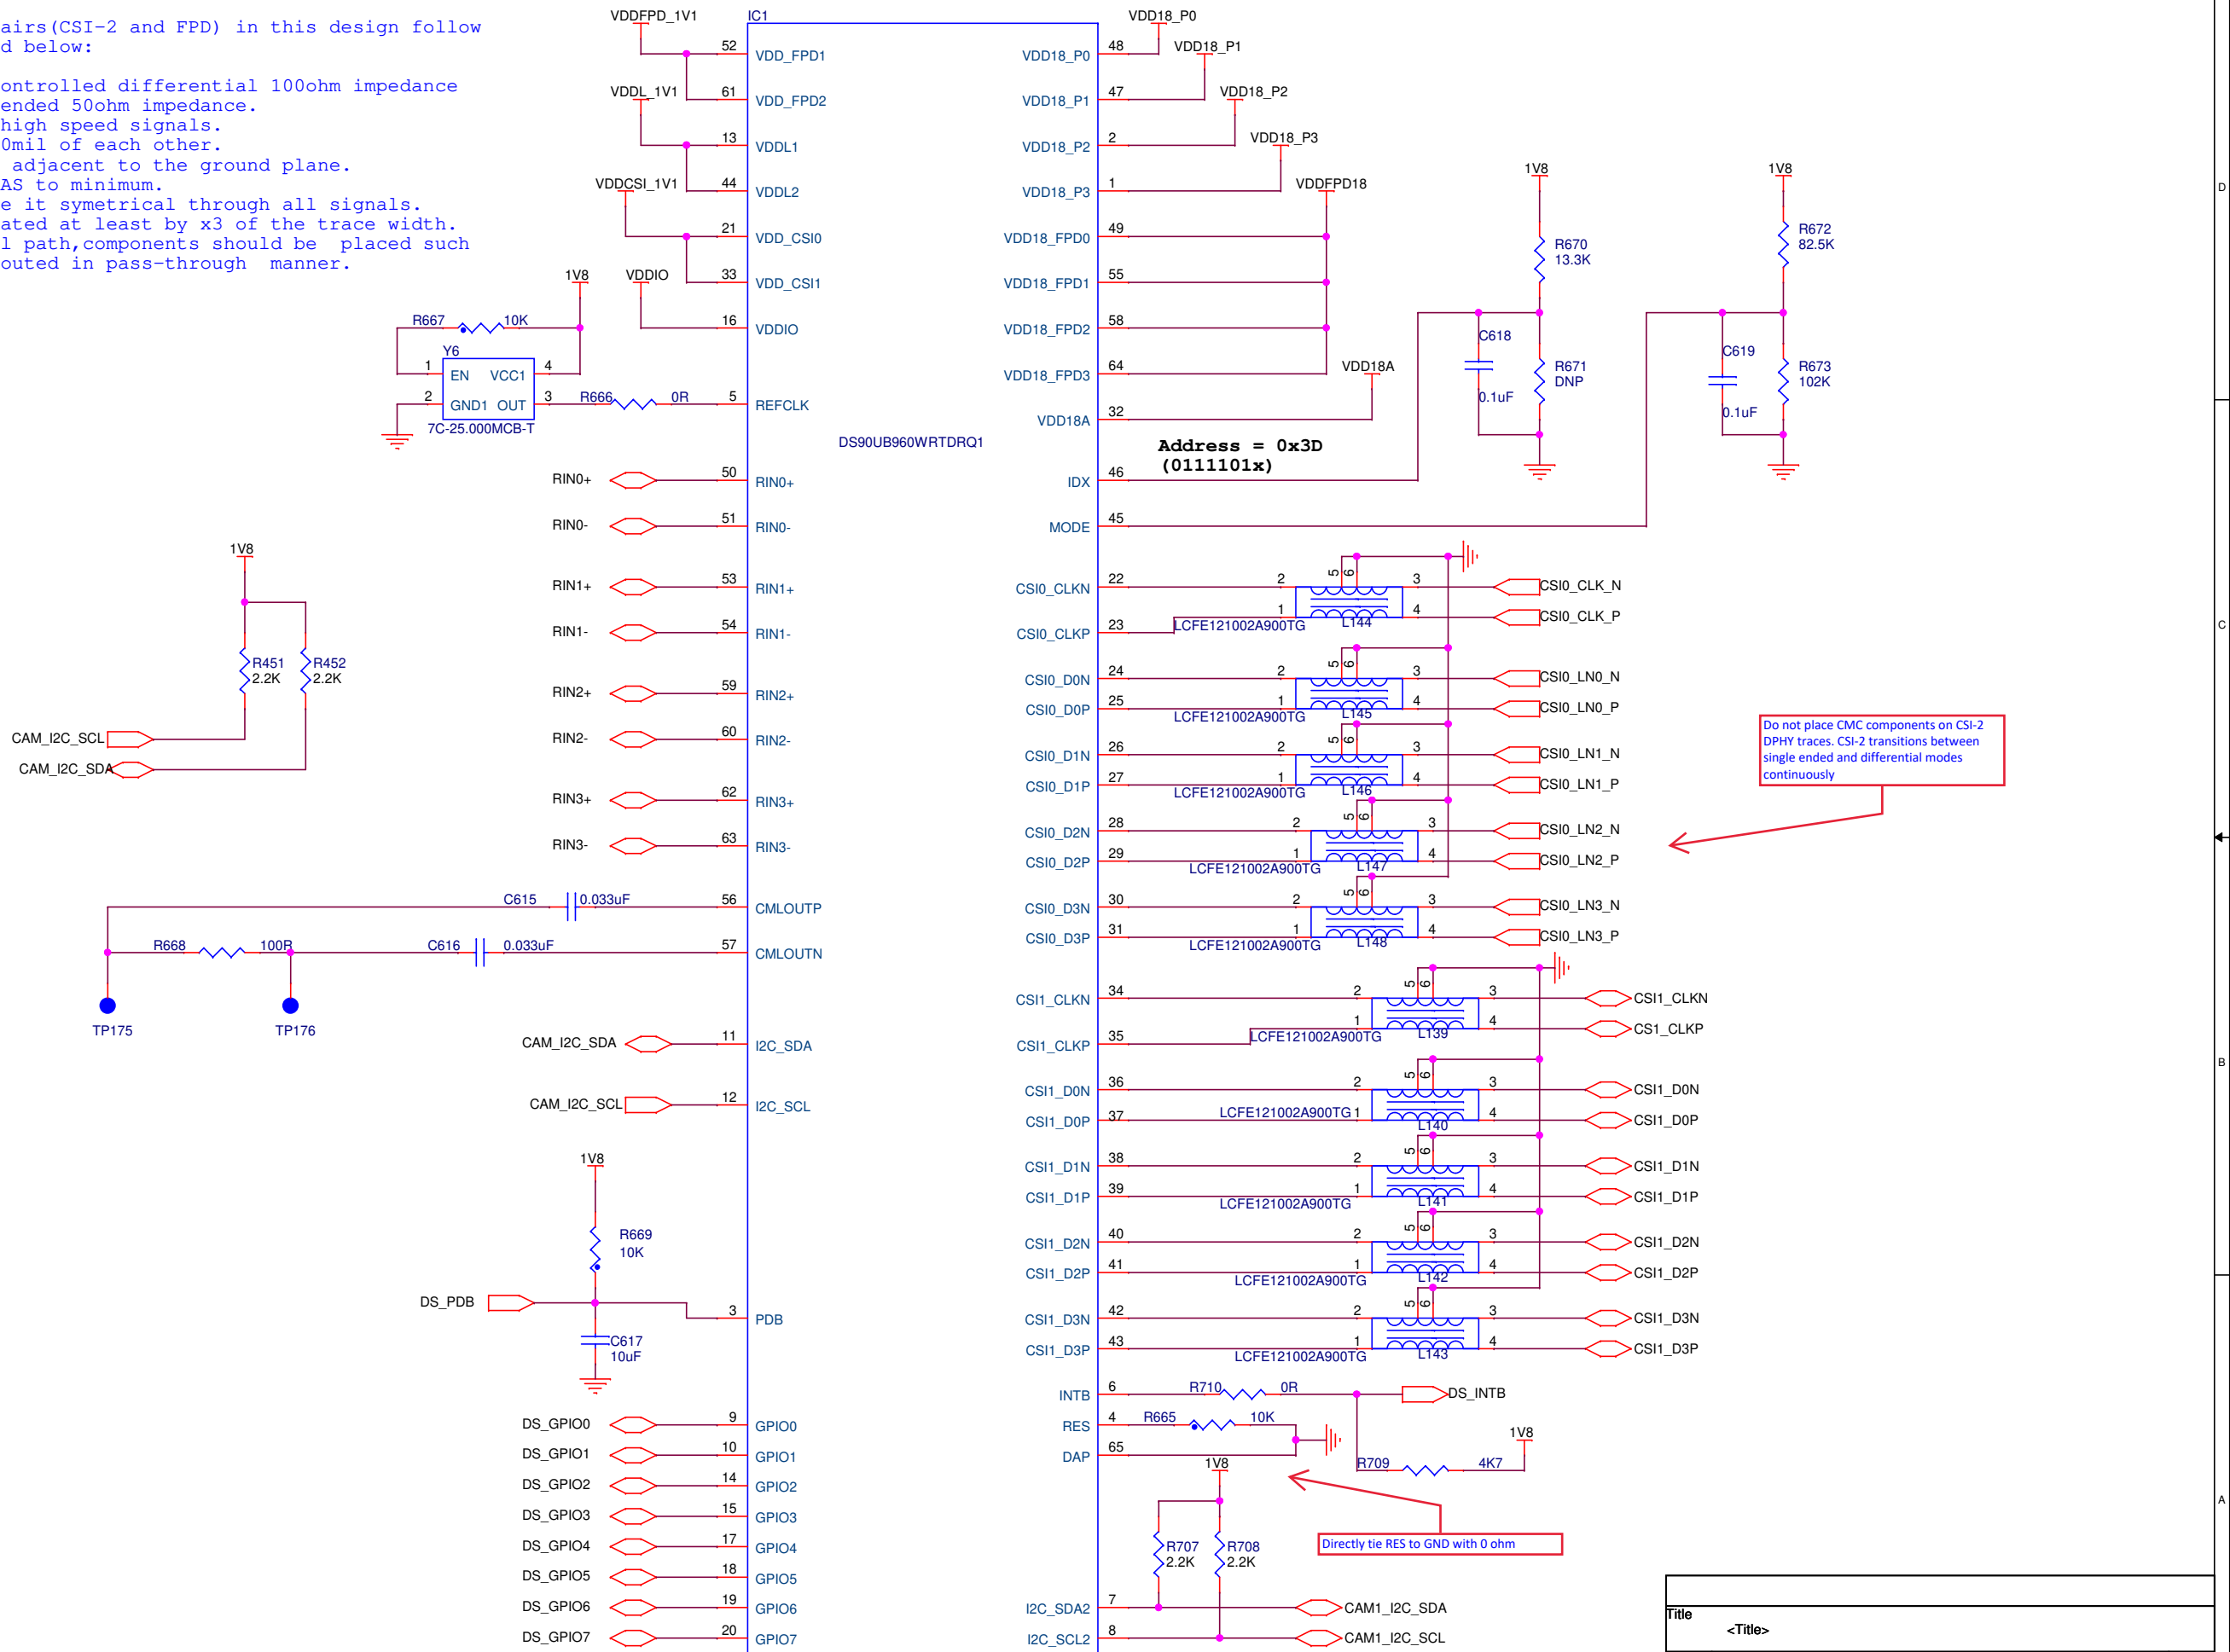 airs(CSI-2 and FPD) in this design follow
d below:
ontrolled differential 100ohm impedance
ended 50ohm impedance.
high speed signals.
0mil of each other.
adjacent to the ground plane.
AS to minimum.
e it symetrical through all signals.
ated at least by x3 of the trace width.
l path,components should be  placed such
outed in pass-through  manner.
IC1
DS90UB960WRTDRQ1
VDDFPD_1V1
52 VDD_FPD1
61 VDD_FPD2
VDDL_1V1
13 VDDL1
44 VDDL2
VDDCSI_1V1
21 VDD_CSI0
33 VDD_CSI1
1V8
VDDIO
16 VDDIO
R667 10K
Y6
1 EN VCC1 4
2 GND1 OUT 3
7C-25.000MCB-T
R666 0R
5 REFCLK
RIN0+ 50 RIN0+
RIN0- 51 RIN0-
RIN1+ 53 RIN1+
RIN1- 54 RIN1-
RIN2+ 59 RIN2+
RIN2- 60 RIN2-
RIN3+ 62 RIN3+
RIN3- 63 RIN3-
1V8
R451 2.2K
R452 2.2K
CAM_I2C_SCL
CAM_I2C_SDA
C615 0.033uF 56 CMLOUTP
R668 100R C616 0.033uF 57 CMLOUTN
TP175
TP176
CAM_I2C_SDA 11 I2C_SDA
CAM_I2C_SCL 12 I2C_SCL
1V8
R669
10K
DS_PDB 3 PDB
C617
10uF
DS_GPIO0 9 GPIO0
DS_GPIO1 10 GPIO1
DS_GPIO2 14 GPIO2
DS_GPIO3 15 GPIO3
DS_GPIO4 17 GPIO4
DS_GPIO5 18 GPIO5
DS_GPIO6 19 GPIO6
DS_GPIO7 20 GPIO7
VDD18_P0
VDD18_P0 48
VDD18_P1
VDD18_P1 47
VDD18_P2
VDD18_P2 2
VDD18_P3
VDD18_P3 1
VDDFPD18
VDD18_FPD0 49
VDD18_FPD1 55
VDD18_FPD2 58
VDD18_FPD3 64
VDD18A
VDD18A 32
Address = 0x3D
(0111101x)
IDX 46
MODE 45
1V8
R670
13.3K
C618
0.1uF
R671
DNP
1V8
R672
82.5K
C619
0.1uF
R673
102K
5 6
CSI0_CLKN 22 2 3 CSI0_CLK_N
CSI0_CLKP 23 1 4 CSI0_CLK_P
LCFE121002A900TG L144
5 6
CSI0_D0N 24 2 3 CSI0_LN0_N
CSI0_D0P 25 1 4 CSI0_LN0_P
LCFE121002A900TG L145
5 6
CSI0_D1N 26 2 3 CSI0_LN1_N
CSI0_D1P 27 1 4 CSI0_LN1_P
LCFE121002A900TG L146
5 6
CSI0_D2N 28 2 3 CSI0_LN2_N
CSI0_D2P 29 1 4 CSI0_LN2_P
LCFE121002A900TG L147
5 6
CSI0_D3N 30 2 3 CSI0_LN3_N
CSI0_D3P 31 1 4 CSI0_LN3_P
LCFE121002A900TG L148
Do not place CMC components on CSI-2
DPHY traces. CSI-2 transitions between
single ended and differential modes
continuously
5 6
CSI1_CLKN 34 2 3 CSI1_CLKN
CSI1_CLKP 35 1 4 CS1_CLKP
LCFE121002A900TG L139
5 6
CSI1_D0N 36 2 3 CSI1_D0N
CSI1_D0P 37 1 4 CSI1_D0P
LCFE121002A900TG L140
5 6
CSI1_D1N 38 2 3 CSI1_D1N
CSI1_D1P 39 1 4 CSI1_D1P
LCFE121002A900TG L141
5 6
CSI1_D2N 40 2 3 CSI1_D2N
CSI1_D2P 41 1 4 CSI1_D2P
LCFE121002A900TG L142
5 6
CSI1_D3N 42 2 3 CSI1_D3N
CSI1_D3P 43 1 4 CSI1_D3P
LCFE121002A900TG L143
INTB 6 R710 0R DS_INTB
RES 4 R665 10K
DAP 65
R709 4K7 1V8
1V8
R707
2.2K
R708
2.2K
Directly tie RES to GND with 0 ohm
I2C_SDA2 7 CAM1_I2C_SDA
I2C_SCL2 8 CAM1_I2C_SCL
D
C
B
A
Title
<Title>